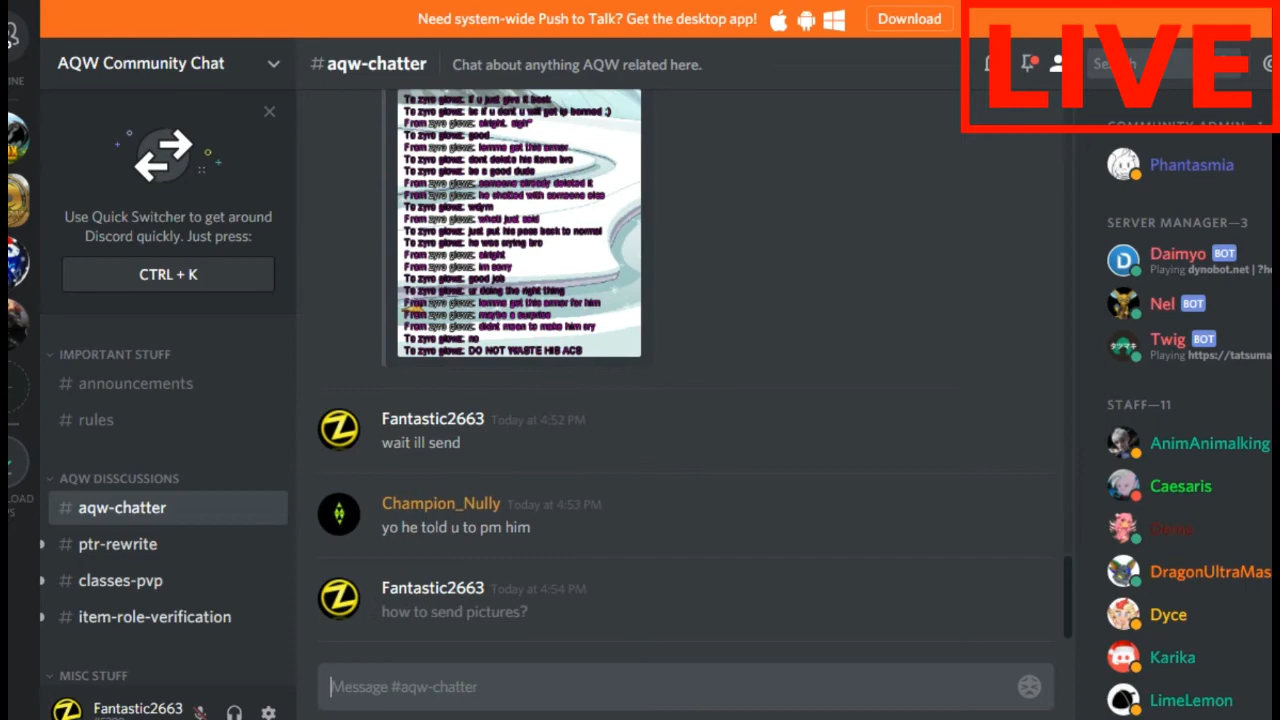 Need system-wide Push to Talk? Get the desktop app!
Download
LIVE
AQW Community Chat
#aqw-chatter
Chat about anything AQW related here.
Search
Use Quick Switcher to get around
Discord quickly. Just press:
CTRL + K
IMPORTANT STUFF
# announcements
# rules
AQW DISSCUSSIONS
# aqw-chatter
# ptr-rewrite
# classes-pvp
# item-role-verification
MISC STUFF
Fantastic2663
To zyro glowz: if u just give it back
To zyro glowz: bc if u dont u will get ip banned ;)
From zyro glowz: alright. sigh*
To zyro glowz: good
From zyro glowz: lemme get this armor
To zyro glowz: dont delete his items bro
To zyro glowz: be a good dude
From zyro glowz: someone already deleted it
From zyro glowz: he chatted with someone else
To zyro glowz: wdym
From zyro glowz: what i just said
To zyro glowz: just put his pass back to normal
To zyro glowz: he was crying bro
From zyro glowz: alright
From zyro glowz: im sorry
To zyro glowz: good job
To zyro glowz: ur doing the right thing
From zyro glowz: lemme get this armor for him
From zyro glowz: maybe a surprise
From zyro glowz: didnt mean to make him cry
To zyro glowz: no
To zyro glowz: DO NOT WASTE HIS ACS
Fantastic2663 Today at 4:52 PM
wait ill send
Champion_Nully Today at 4:53 PM
yo he told u to pm him
Fantastic2663 Today at 4:54 PM
how to send pictures?
Message #aqw-chatter
Phantasmia
SERVER MANAGER—3
Daimyo BOT
Playing dynobot.net | ?h
Nel BOT
Twig BOT
Playing https://tatsuma
STAFF—11
AnimAnimalking
Caesaris
DragonUltraMas
Dyce
Karika
LimeLemon